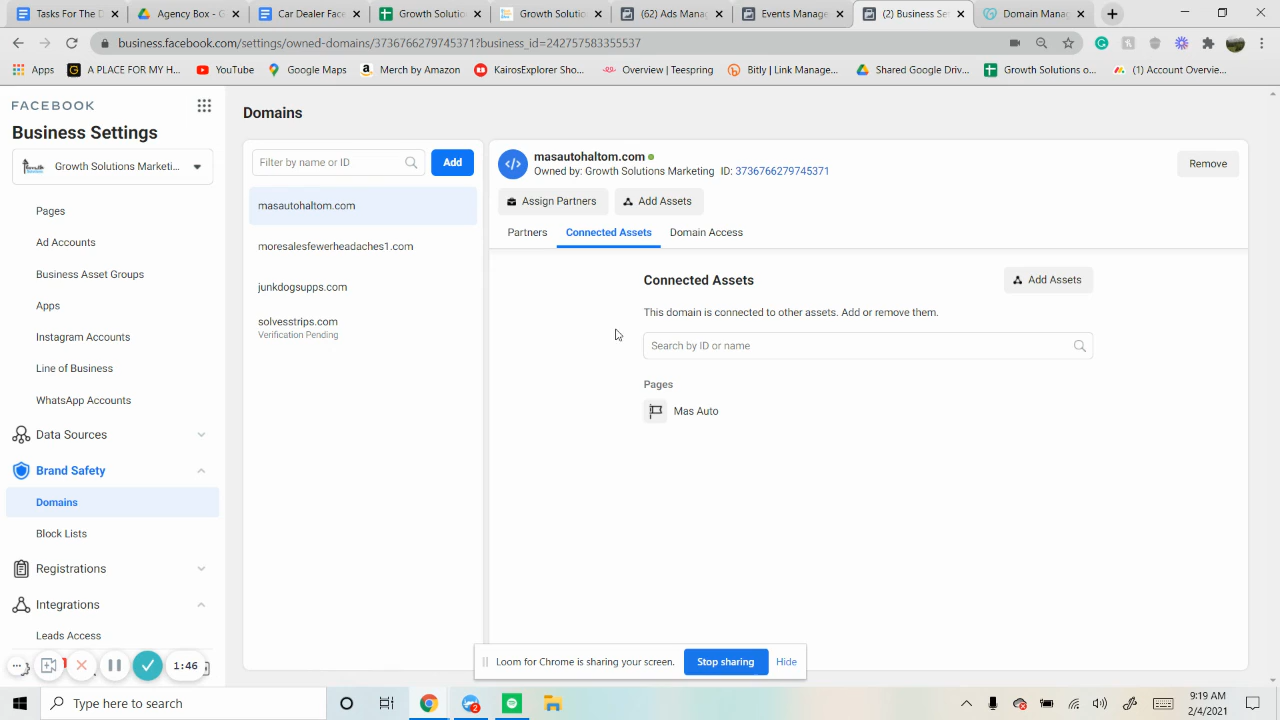 Tasks For The D
Agency Box - G
Car Dealer Face
Growth Solution
Growth Solutio
(62) Ads Mana
Events Manage
(2) Business Se
Domain Manag
business.facebook.com/settings/owned-domains/3736766279745371?business_id=242757583355537
Apps
A PLACE FOR MY H...
YouTube
Google Maps
Merch by Amazon
KairosExplorer Sho...
Overview | Teespring
Bitly | Link Manage...
Shared Google Driv...
Growth Solutions o...
(1) Account Overvie...
FACEBOOK
Business Settings
Growth Solutions Marketi...
Pages
Ad Accounts
Business Asset Groups
Apps
Instagram Accounts
Line of Business
WhatsApp Accounts
Data Sources
Brand Safety
Domains
Block Lists
Registrations
Integrations
Leads Access
1:46
Domains
Filter by name or ID
Add
masautohaltom.com
moresalesfewerheadaches1.com
junkdogsupps.com
solvesstrips.com
Verification Pending
masautohaltom.com
Owned by: Growth Solutions Marketing ID: 3736766279745371
Remove
Assign Partners
Add Assets
Partners
Connected Assets
Domain Access
Connected Assets
Add Assets
This domain is connected to other assets. Add or remove them.
Search by ID or name
Pages
Mas Auto
Loom for Chrome is sharing your screen.
Stop sharing
Hide
Type here to search
2
9:19 AM
2/4/2021